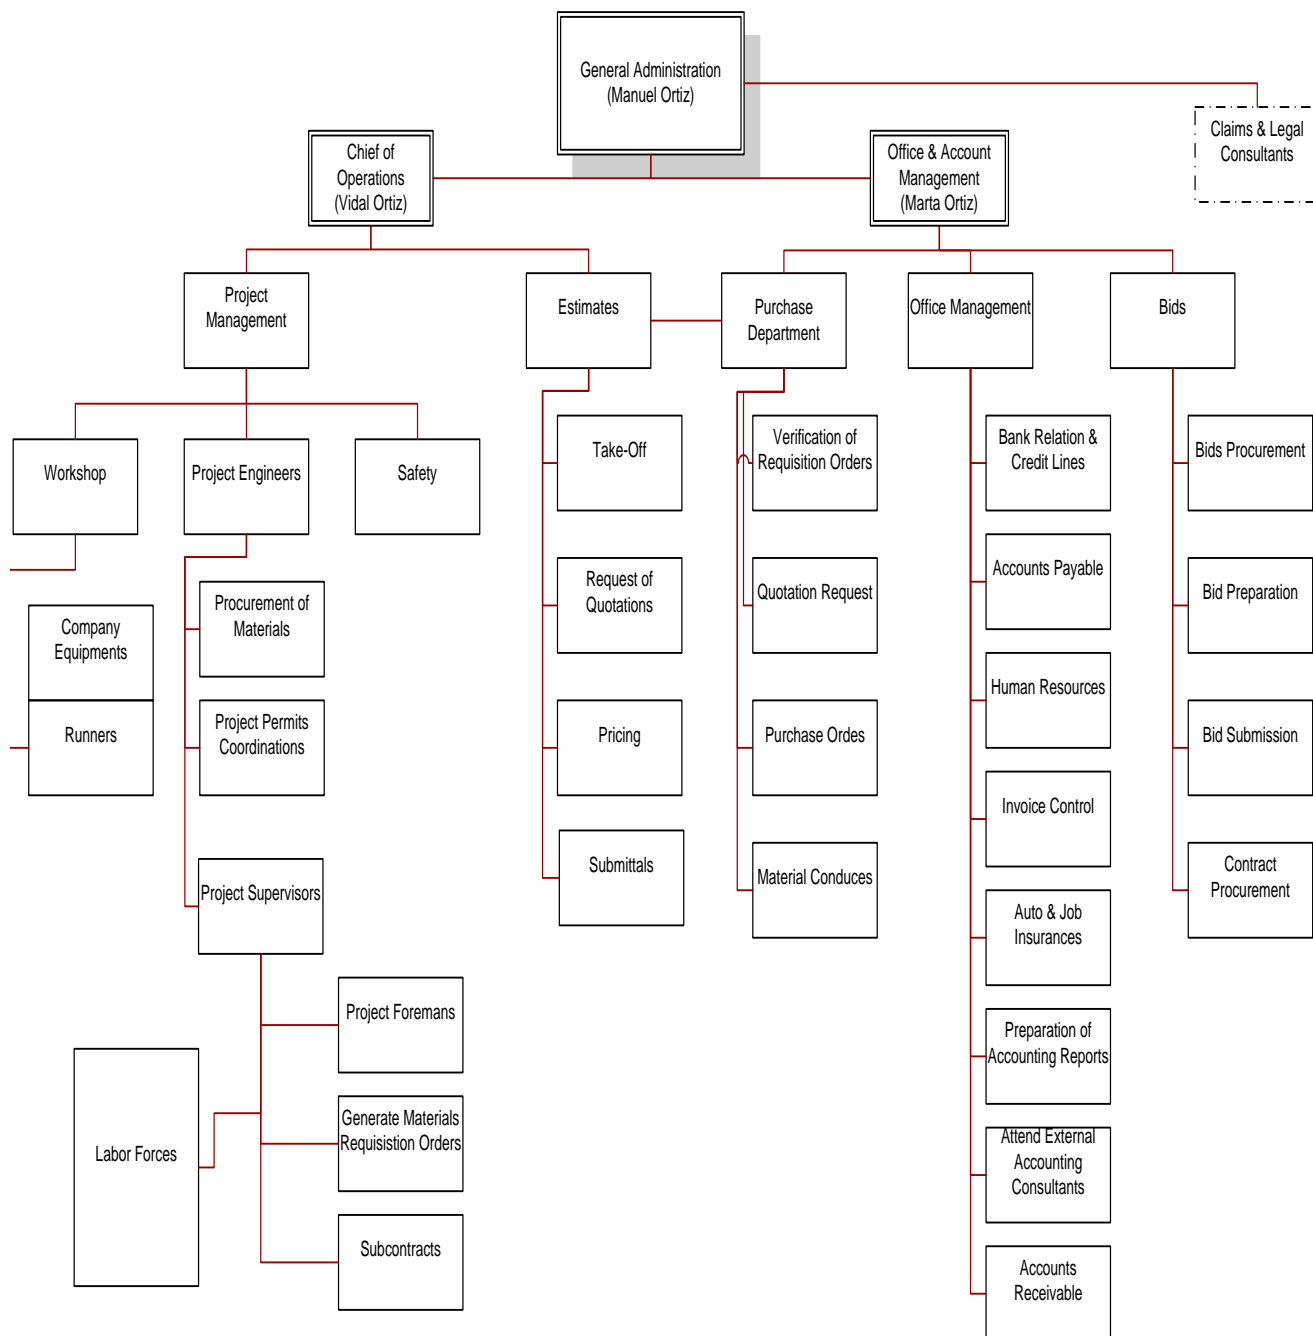 General Administration
(Manuel Ortiz)
Claims & Legal
Consultants
Chief of
Operations
(Vidal Ortiz)
Office & Account
Management
(Marta Ortiz)
Project
Management
Estimates
Purchase
Department
Office Management
Bids
Workshop
Project Engineers
Safety
Take-Off
Verification of
Requisition Orders
Bank Relation &
Credit Lines
Bids Procurement
Company
Equipments
Procurement of
Materials
Request of
Quotations
Quotation Request
Accounts Payable
Bid Preparation
Runners
Project Permits
Coordinations
Pricing
Purchase Ordes
Human Resources
Bid Submission
Project Supervisors
Submittals
Material Conduces
Invoice Control
Contract
Procurement
Auto & Job
Insurances
Project Foremans
Preparation of
Accounting Reports
Labor Forces
Generate Materials
Requisistion Orders
Attend External
Accounting
Consultants
Subcontracts
Accounts
Receivable